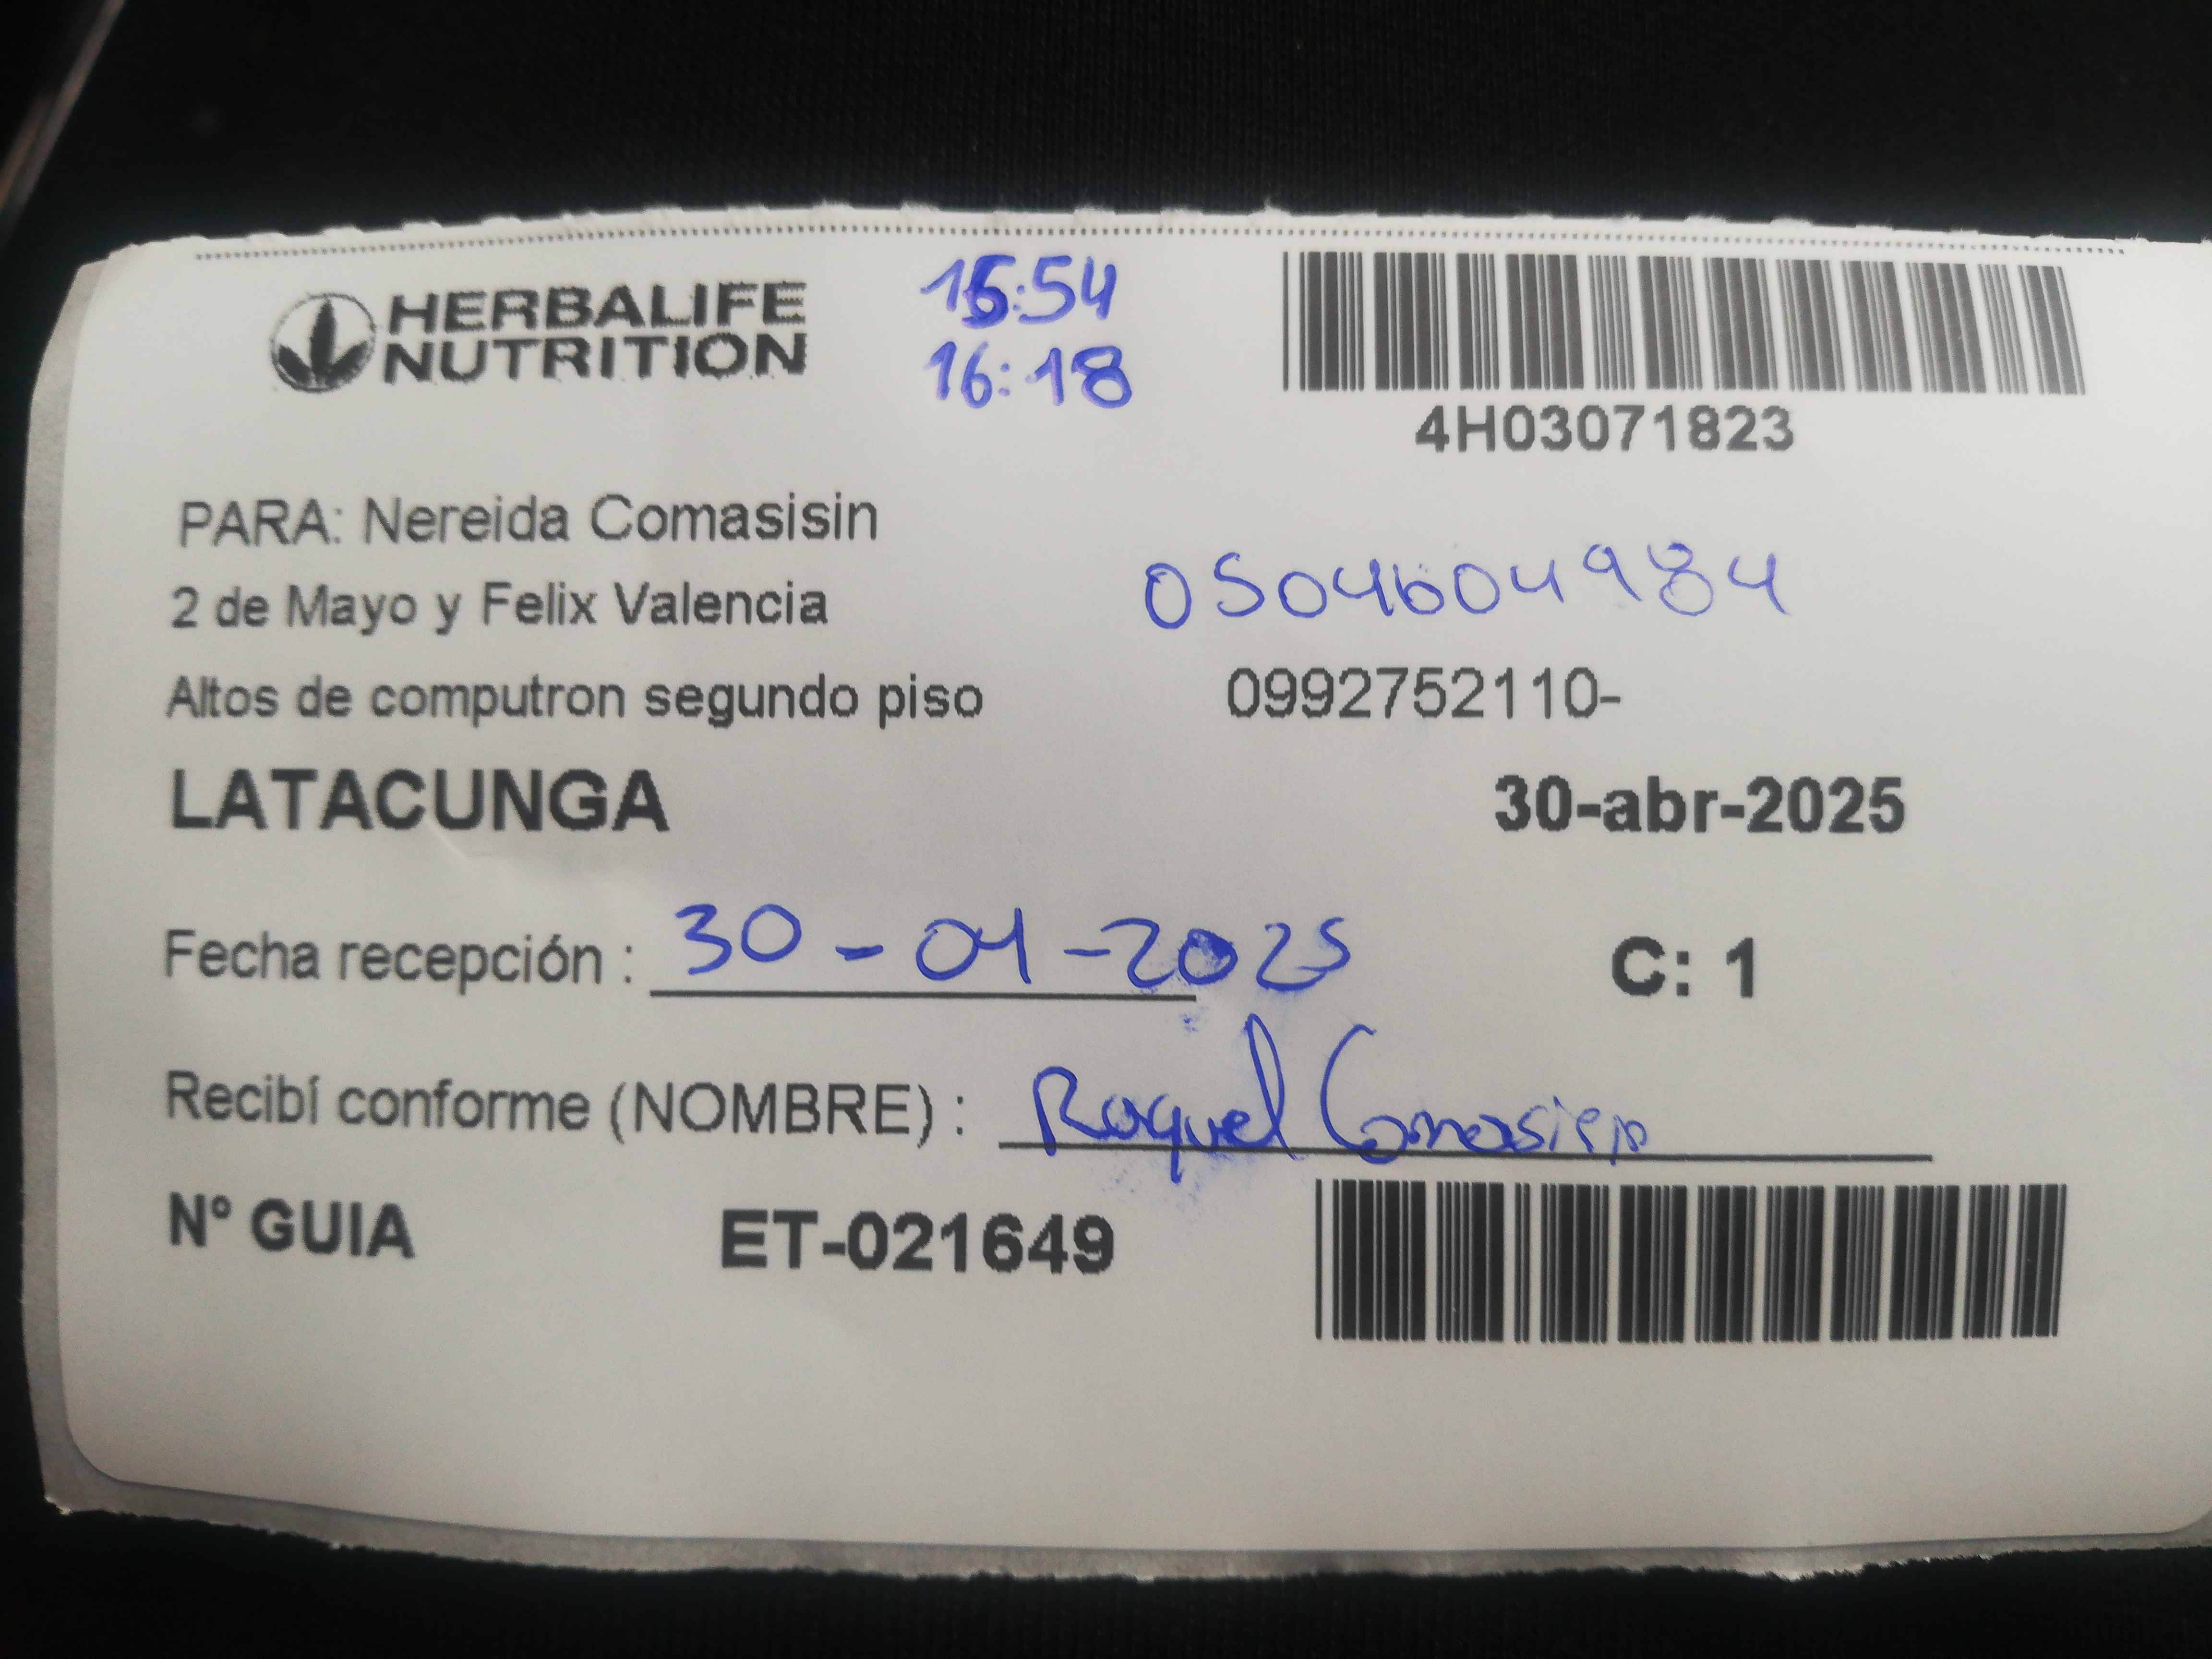 HERBALIFE
NUTRITION
15:54
16:18
4H03071823
PARA: Nereida Comasisin
2 de Mayo y Felix Valencia
0504604984
Altos de computron segundo piso
0992752110-
LATACUNGA
30-abr-2025
Fecha recepción : 30-04-2025
C: 1
Recibí conforme (NOMBRE) : Raquel Comasisin
N° GUIA
ET-021649